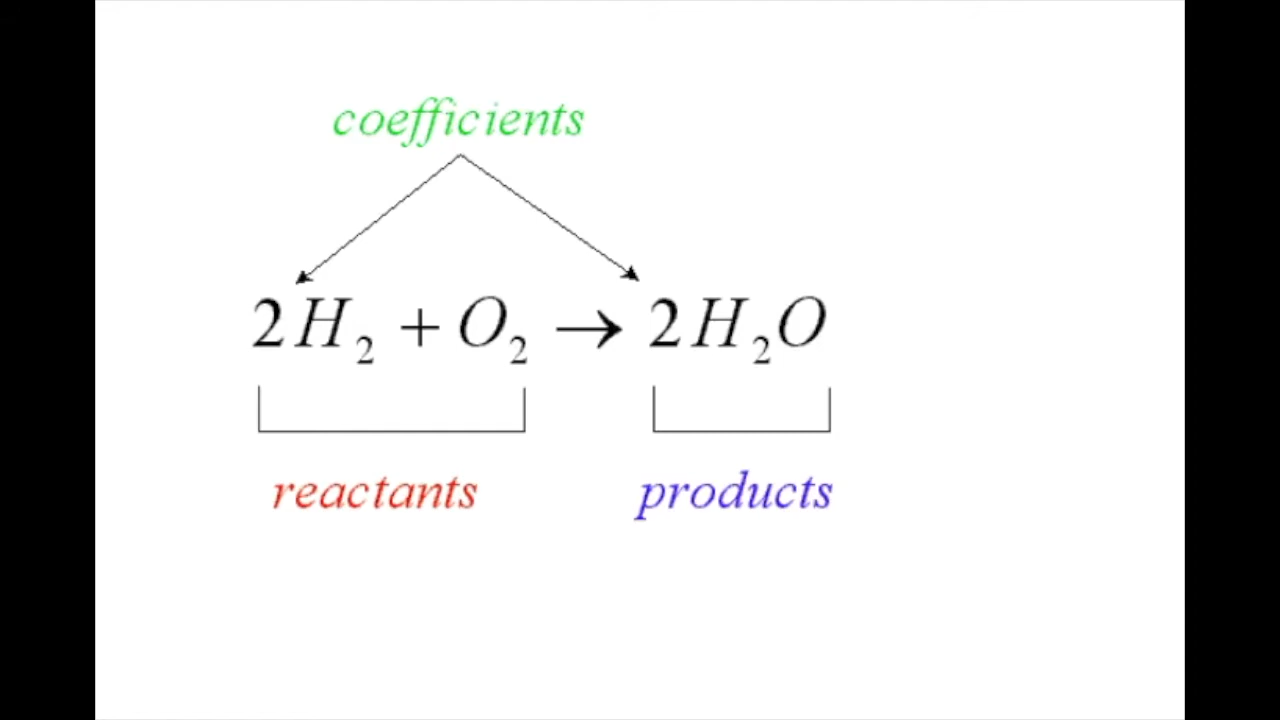 coefficients
2H₂ + O₂ → 2H₂O
reactants products